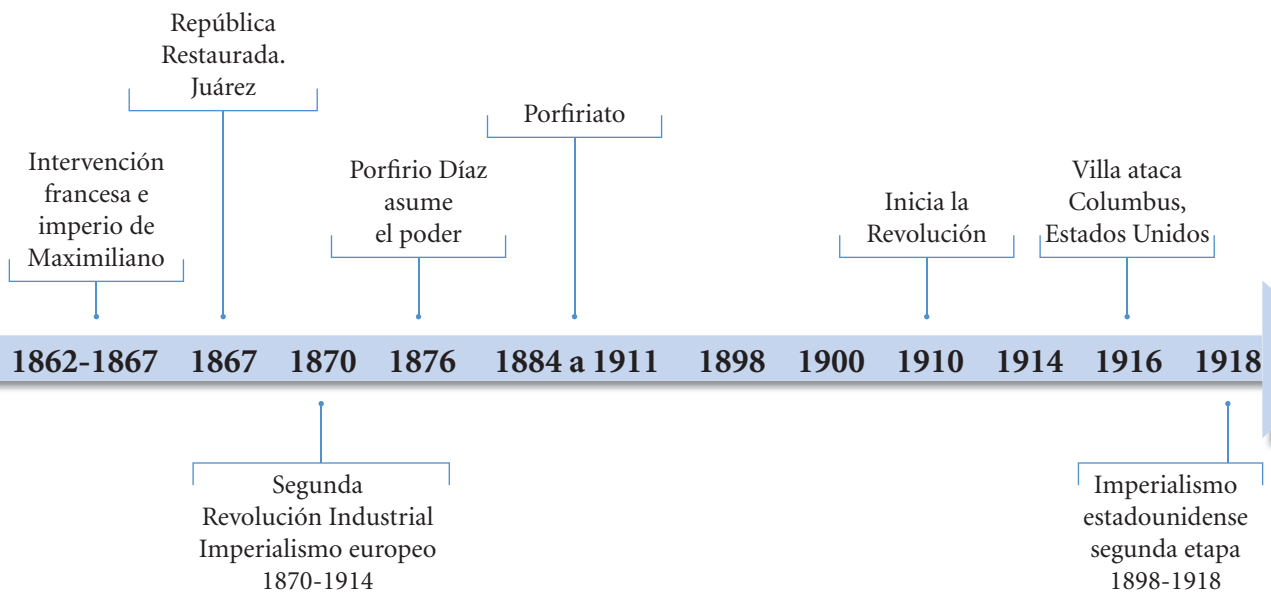 República
Restaurada.
Juárez
Porfiriato
Intervención
francesa e
imperio de
Maximiliano
Porfirio Díaz
asume
el poder
Inicia la
Revolución
Villa ataca
Columbus,
Estados Unidos
1862-1867 1867 1870 1876 1884 a 1911 1898 1900 1910 1914 1916 1918
Segunda
Revolución Industrial
Imperialismo europeo
1870-1914
Imperialismo
estadounidense
segunda etapa
1898-1918